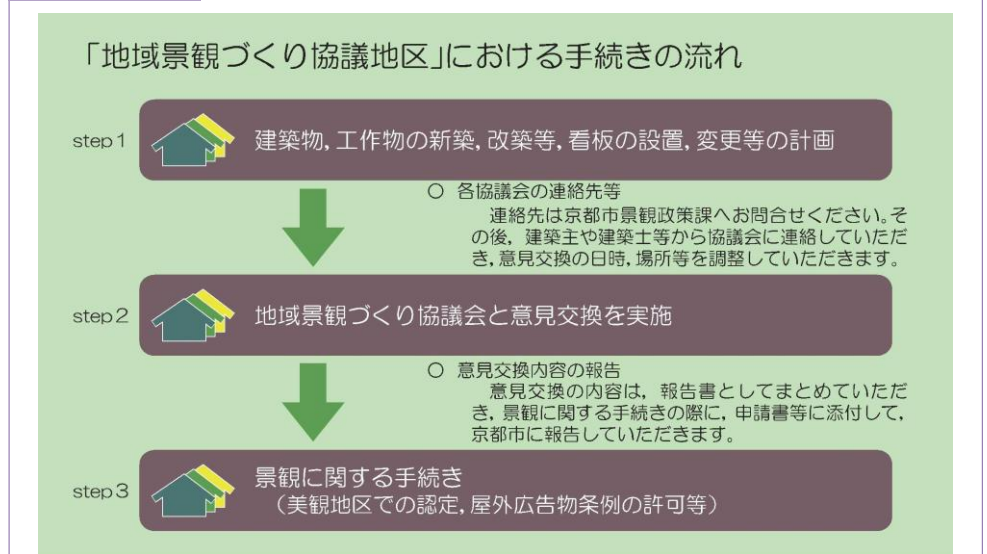 「地域景観づくり協議地区」における手続きの流れ
step1
建築物,工作物の新築,改築等,看板の設置,変更等の計画
○ 各協議会の連絡先等
連絡先は京都市景観政策課へお問合せください。そ
の後,建築主や建築士等から協議会に連絡していただ
き,意見交換の日時,場所等を調整していただきます。
step2
地域景観づくり協議会と意見交換を実施
○ 意見交換内容の報告
意見交換の内容は,報告書としてまとめていただ
き,景観に関する手続きの際に,申請書等に添付して,
京都市に報告していただきます。
step3
景観に関する手続き
（美観地区での認定,屋外広告物条例の許可等）